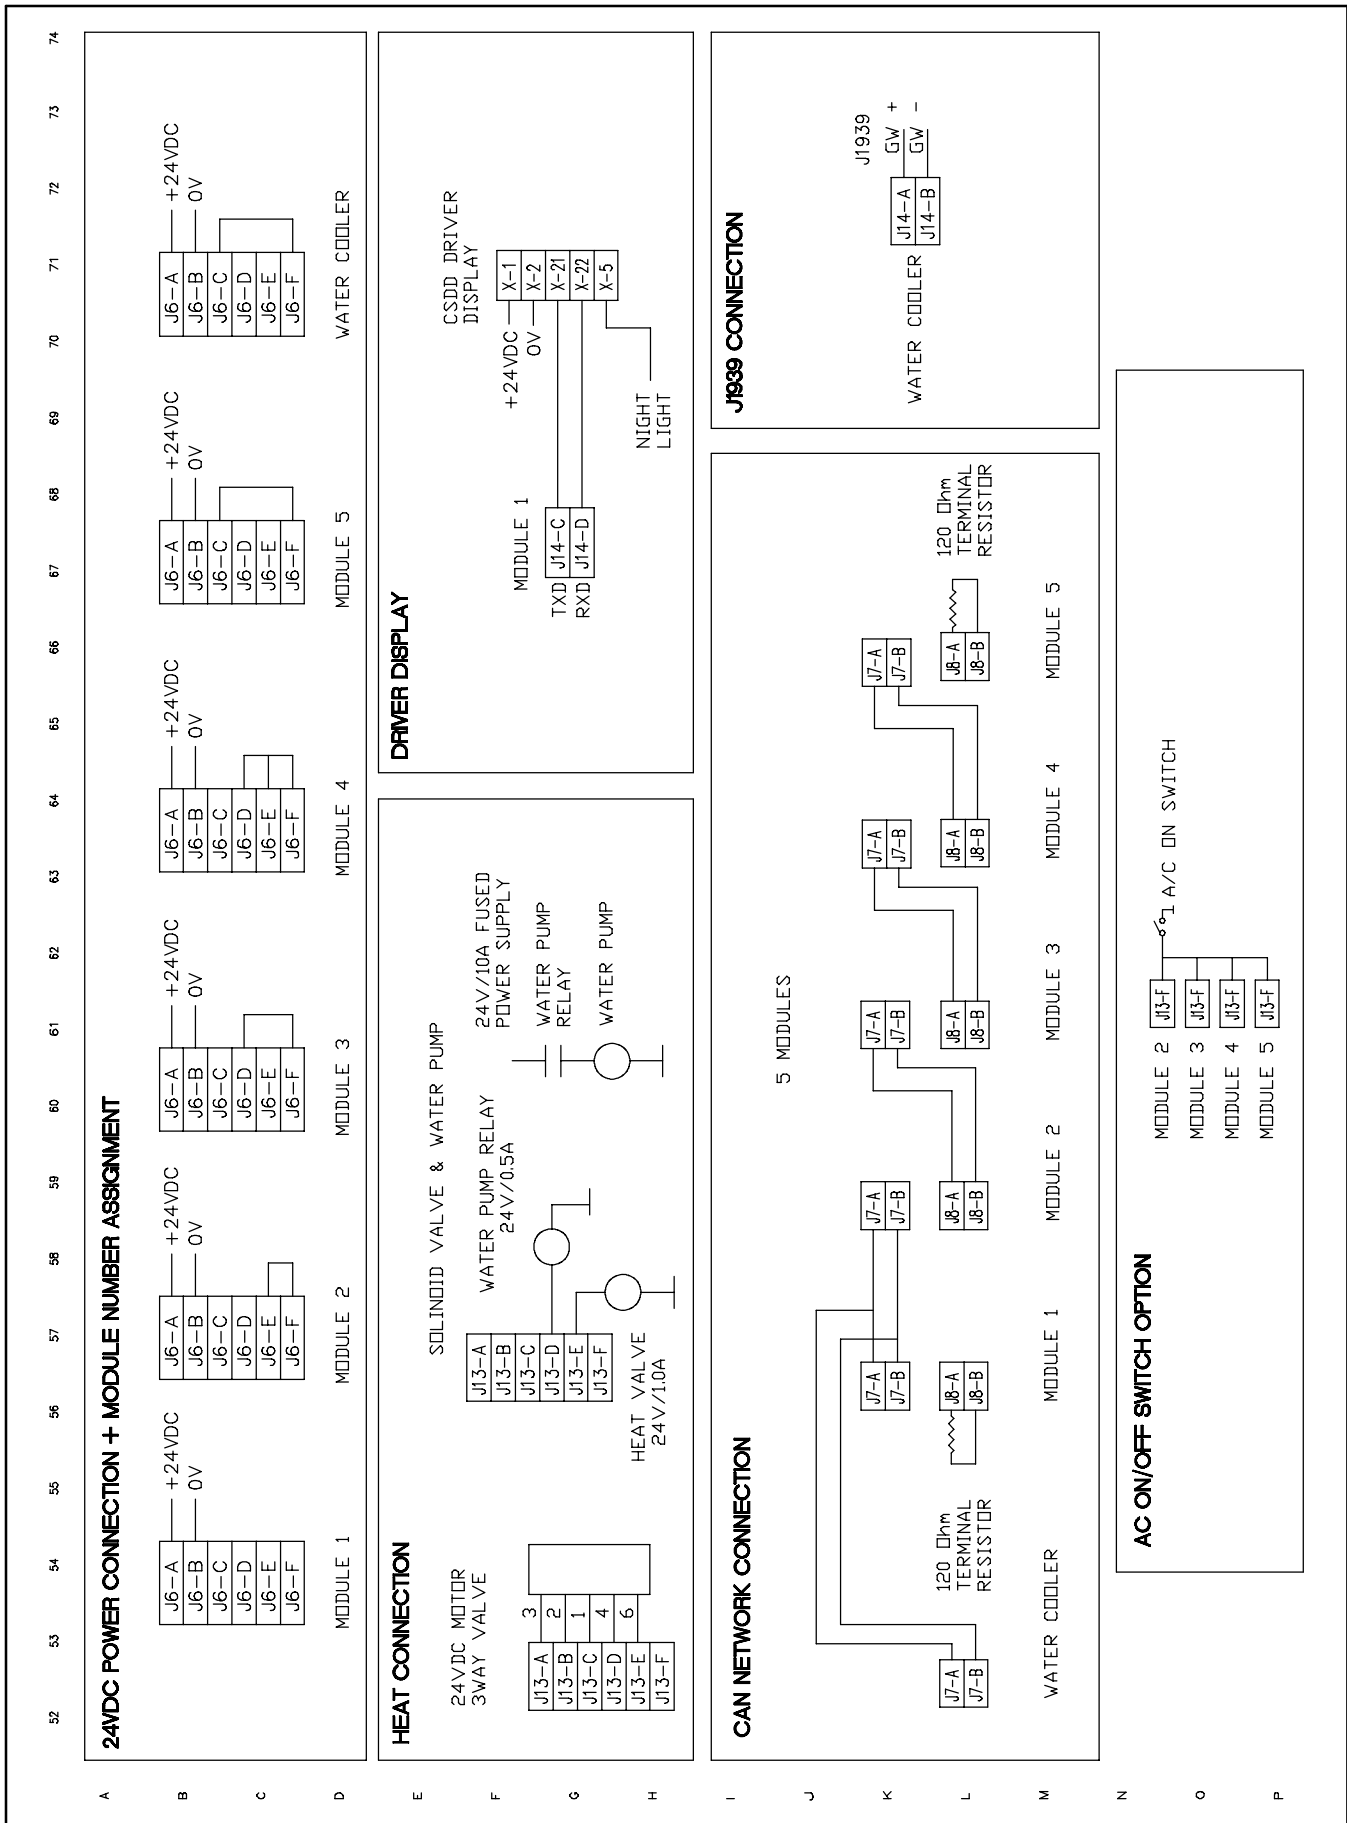 74
73
72
71
70
69
68
67
66
65
64
63
62
61
60
59
58
57
56
55
54
53
52
A
B
C
D
E
F
G
H
I
J
K
L
M
N
O
P
24VDC POWER CONNECTION + MODULE NUMBER ASSIGNMENT
J6-A
J6-B
J6-C
J6-D
J6-E
J6-F
+24VDC
0V
MODULE 1
J6-A
J6-B
J6-C
J6-D
J6-E
J6-F
+24VDC
0V
MODULE 2
J6-A
J6-B
J6-C
J6-D
J6-E
J6-F
+24VDC
0V
MODULE 3
J6-A
J6-B
J6-C
J6-D
J6-E
J6-F
+24VDC
0V
MODULE 4
J6-A
J6-B
J6-C
J6-D
J6-E
J6-F
+24VDC
0V
MODULE 5
J6-A
J6-B
J6-C
J6-D
J6-E
J6-F
+24VDC
0V
WATER COOLER
HEAT CONNECTION
24VDC MOTOR
3WAY VALVE
J13-A
J13-B
J13-C
J13-D
J13-E
J13-F
3
2
1
4
6
SOLINOID VALVE & WATER PUMP
J13-A
J13-B
J13-C
J13-D
J13-E
J13-F
WATER PUMP RELAY
24V/0.5A
HEAT VALVE
24V/1.0A
24V/10A FUSED
POWER SUPPLY
WATER PUMP
RELAY
WATER PUMP
DRIVER DISPLAY
MODULE 1
TXD
J14-C
RXD
J14-D
CSDD DRIVER
DISPLAY
+24VDC
0V
X-1
X-2
X-21
X-22
X-5
NIGHT
LIGHT
CAN NETWORK CONNECTION
5 MODULES
J7-A
J7-B
WATER COOLER
120 Ohm
TERMINAL
RESISTOR
J7-A
J7-B
J8-A
J8-B
MODULE 1
J7-A
J7-B
J8-A
J8-B
MODULE 2
J7-A
J7-B
J8-A
J8-B
MODULE 3
J7-A
J7-B
J8-A
J8-B
MODULE 4
J7-A
J7-B
J8-A
J8-B
MODULE 5
120 Ohm
TERMINAL
RESISTOR
J1939 CONNECTION
WATER COOLER
J14-A
J14-B
J1939
GW +
GW -
AC ON/OFF SWITCH OPTION
MODULE 2
J13-F
MODULE 3
J13-F
MODULE 4
J13-F
MODULE 5
J13-F
A/C ON SWITCH